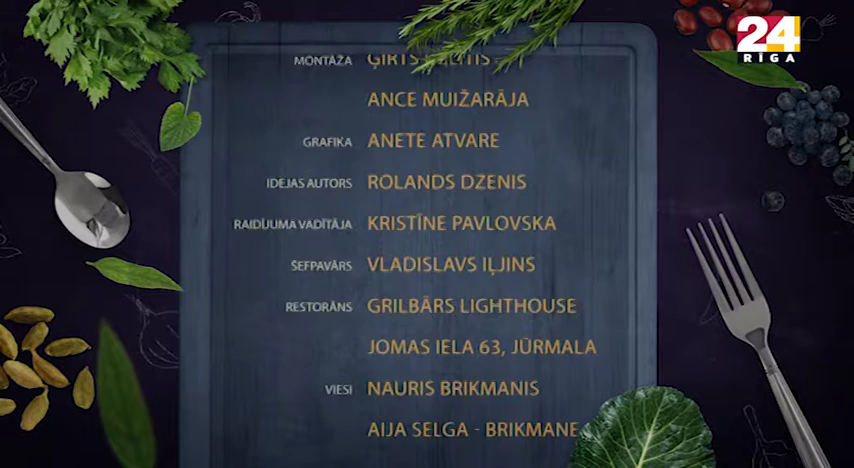 24
RĪGA
MONTĀŽA ĢIRTS
ANCE MUIŽARĀJA
GRAFIKA ANETE ATVARE
IDEJAS AUTORS ROLANDS DZENIS
RAIDĪJUMA VADĪTĀJA KRISTĪNE PAVLOVSKA
ŠEFPAVĀRS VLADISLAVS IĻJINS
RESTORĀNS GRILBĀRS LIGHTHOUSE
JOMAS IELA 63, JŪRMALA
VIESI NAURIS BRIKMANIS
AIJA SELGA - BRIKMANE